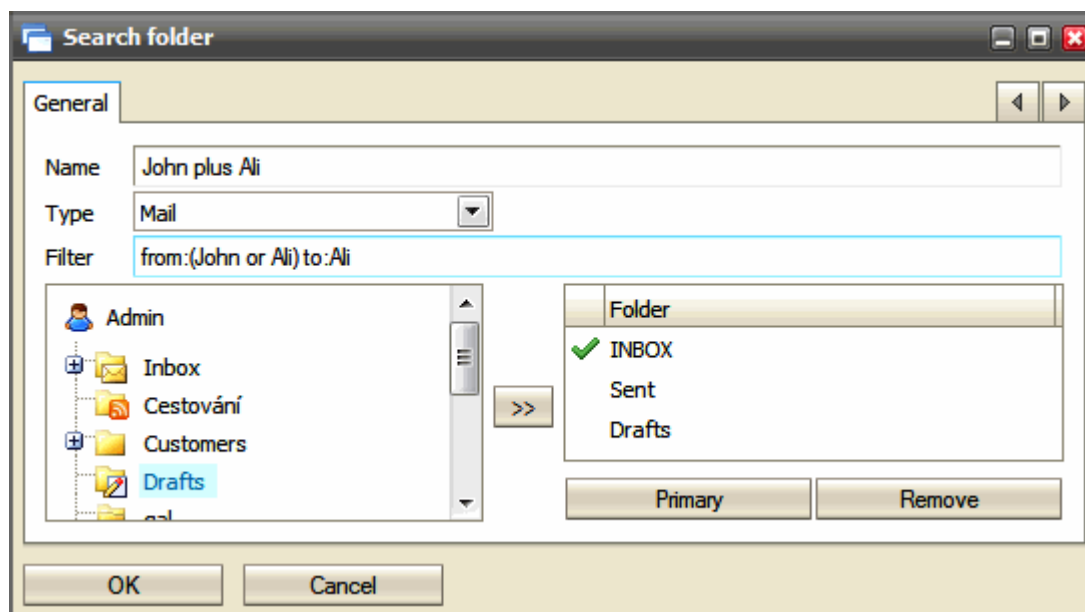 Search folder
General
Name John plus Ali
Type Mail
Filter from:(John or Ali) to:Ali
Admin
Inbox
Cestování
Customers
Drafts
>>
Folder
INBOX
Sent
Drafts
Primary Remove
OK Cancel